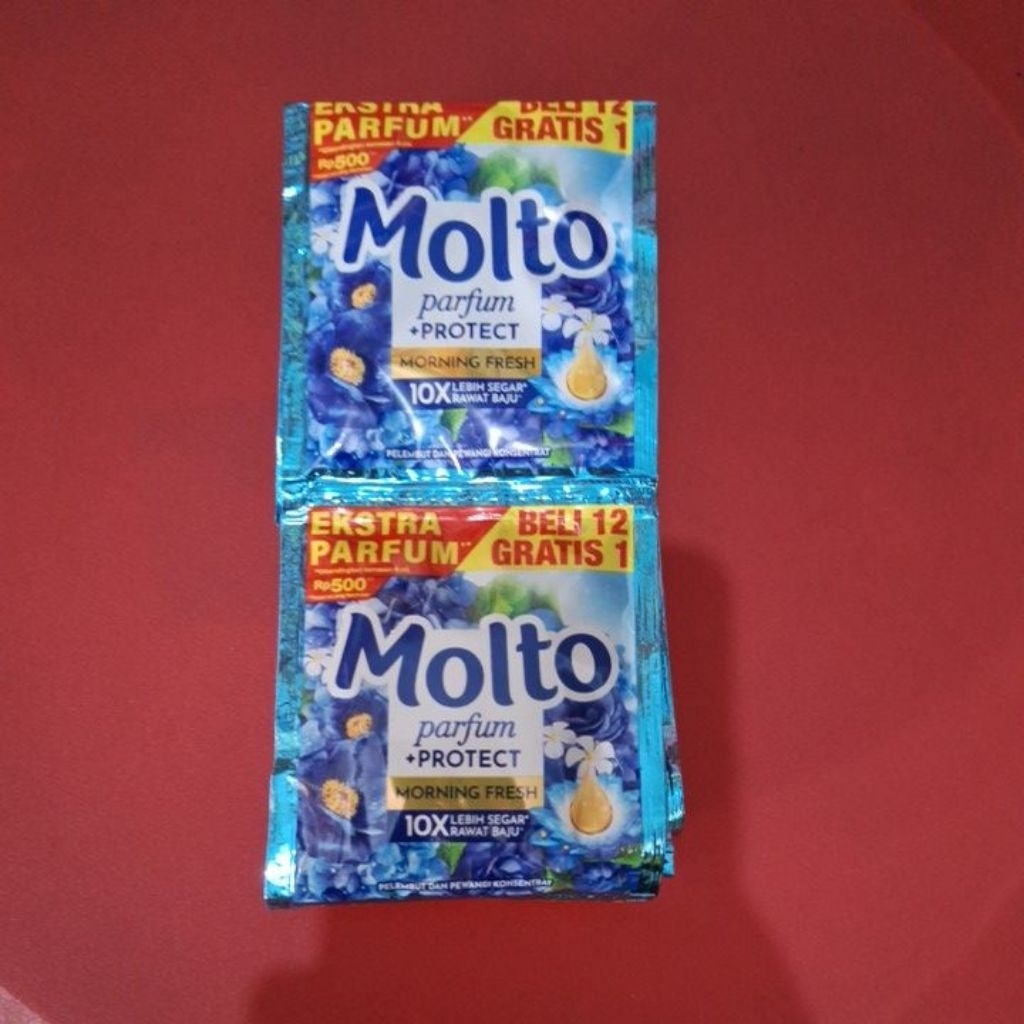 EKSTRA
PARFUM**
BELI 12
GRATIS 1
Rp500
Molto
parfum
+PROTECT
MORNING FRESH
10X LEBIH SEGAR*
RAWAT BAJU*
PELEMBUT DAN PEWANGI KONSENTRAT
EKSTRA
PARFUM**
BELI 12
GRATIS 1
Rp500
Molto
parfum
+PROTECT
MORNING FRESH
10X LEBIH SEGAR*
RAWAT BAJU*
PELEMBUT DAN PEWANGI KONSENTRAT